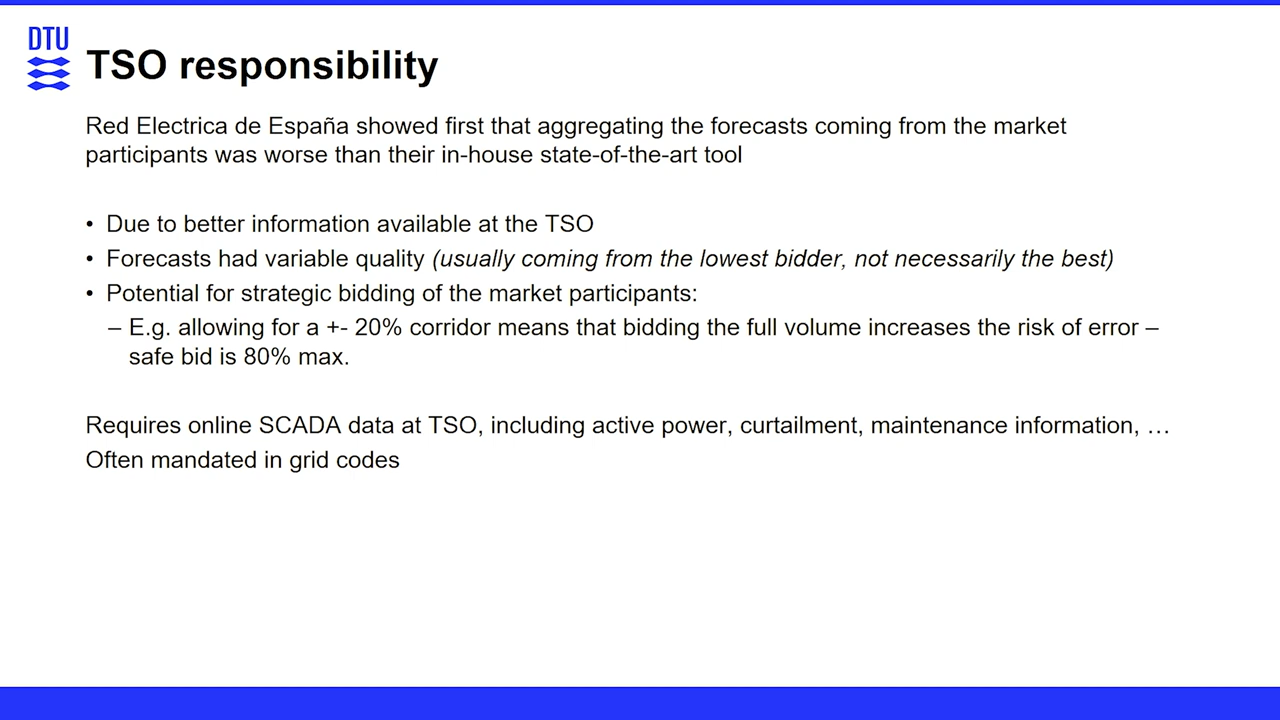 DTU
TSO responsibility
Red Electrica de España showed first that aggregating the forecasts coming from the market
participants was worse than their in-house state-of-the-art tool
• Due to better information available at the TSO
• Forecasts had variable quality (usually coming from the lowest bidder, not necessarily the best)
• Potential for strategic bidding of the market participants:
– E.g. allowing for a +- 20% corridor means that bidding the full volume increases the risk of error –
safe bid is 80% max.
Requires online SCADA data at TSO, including active power, curtailment, maintenance information, …
Often mandated in grid codes